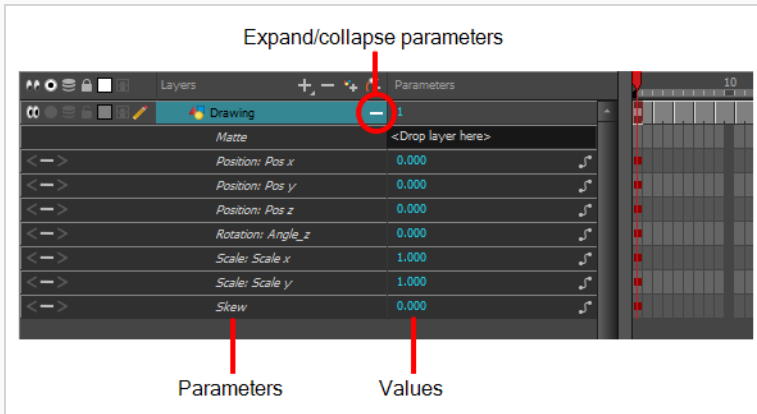 Expand/collapse parameters
Layers
Parameters
10
Drawing
1
Matte
<Drop layer here>
Position: Pos x
0.000
Position: Pos y
0.000
Position: Pos z
0.000
Rotation: Angle_z
0.000
Scale: Scale x
1.000
Scale: Scale y
1.000
Skew
0.000
Parameters
Values